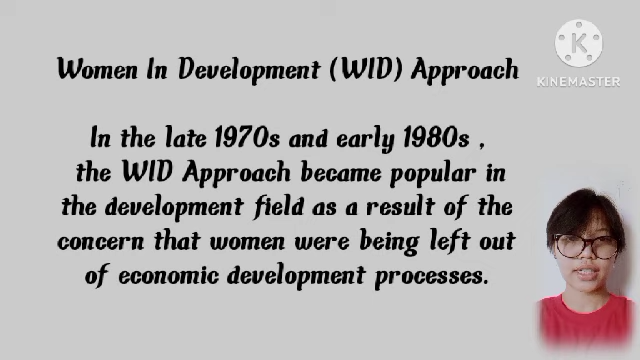 Women In Development (WID) Approach
In the late 1970s and early 1980s ,
the WID Approach became popular in
the development field as a result of the
concern that women were being left out
of economic development processes.
K
KINEMASTER